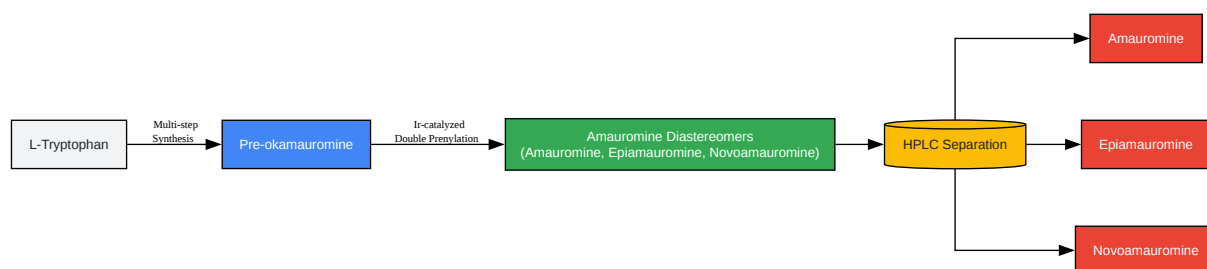 L-Tryptophan
Multi-step
Synthesis
Pre-okamauromine
Ir-catalyzed
Double Prenylation
Amauromine Diastereomers
(Amauromine, Epiamauromine, Novoamauromine)
HPLC Separation
Amauromine
Epiamauromine
Novoamauromine